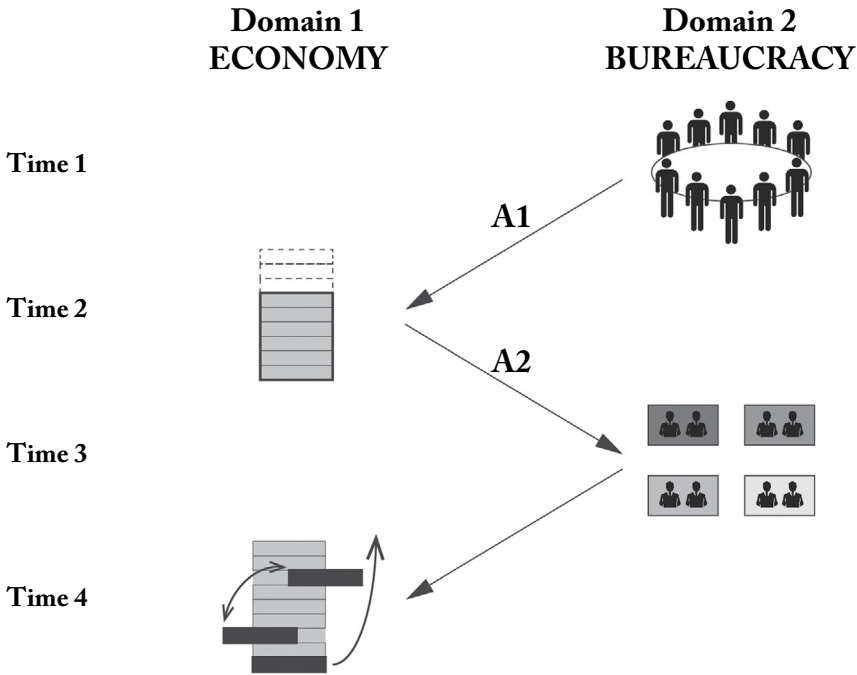 Domain 1
ECONOMY
Domain 2
BUREAUCRACY
Time 1
A1
Time 2
A2
Time 3
Time 4